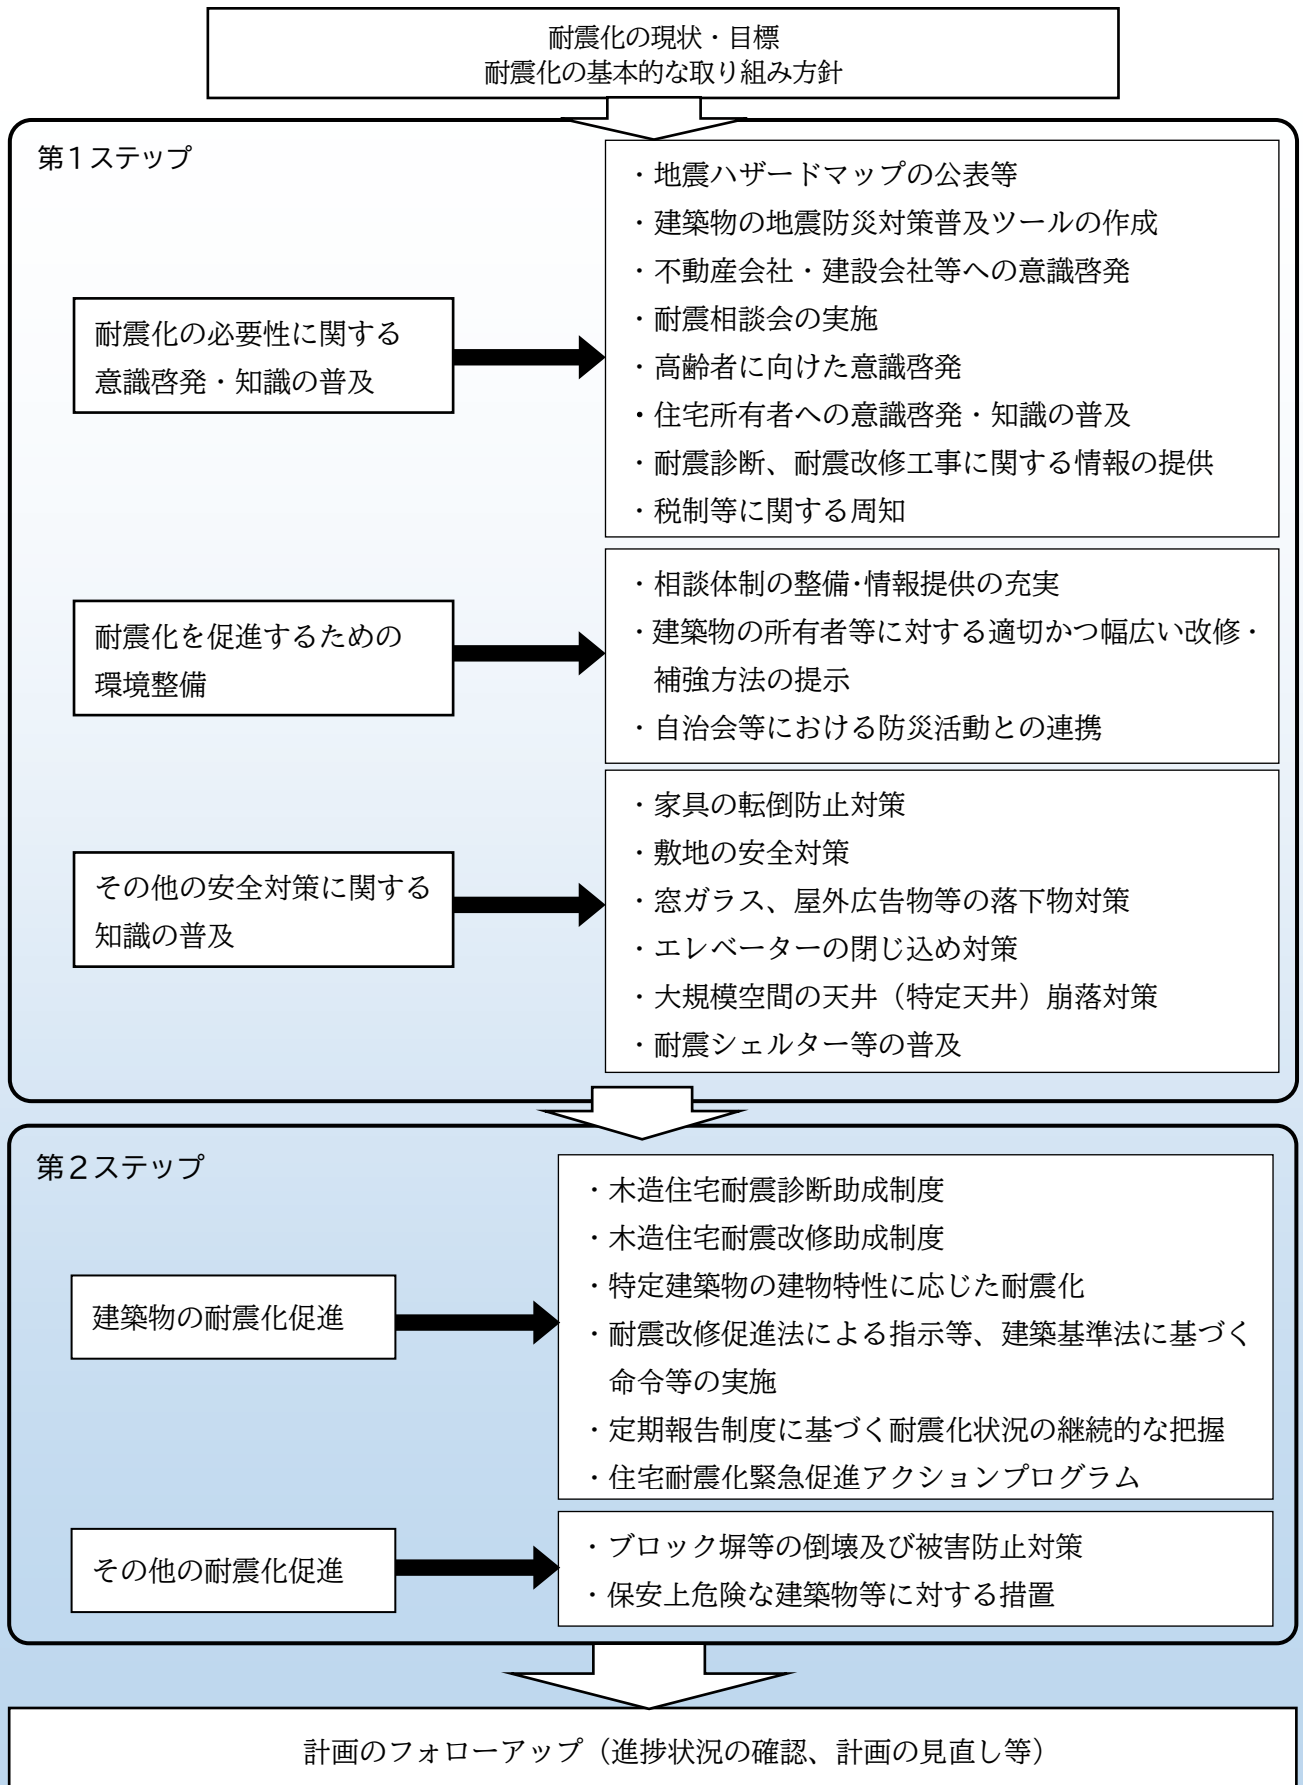 耐震化の現状・目標
耐震化の基本的な取り組み方針
第1ステップ
耐震化の必要性に関する
意識啓発・知識の普及
・地震ハザードマップの公表等
・建築物の地震防災対策普及ツールの作成
・不動産会社・建設会社等への意識啓発
・耐震相談会の実施
・高齢者に向けた意識啓発
・住宅所有者への意識啓発・知識の普及
・耐震診断、耐震改修工事に関する情報の提供
・税制等に関する周知
耐震化を促進するための
環境整備
・相談体制の整備･情報提供の充実
・建築物の所有者等に対する適切かつ幅広い改修・
補強方法の提示
・自治会等における防災活動との連携
その他の安全対策に関する
知識の普及
・家具の転倒防止対策
・敷地の安全対策
・窓ガラス、屋外広告物等の落下物対策
・エレベーターの閉じ込め対策
・大規模空間の天井（特定天井）崩落対策
・耐震シェルター等の普及
第2ステップ
建築物の耐震化促進
・木造住宅耐震診断助成制度
・木造住宅耐震改修助成制度
・特定建築物の建物特性に応じた耐震化
・耐震改修促進法による指示等、建築基準法に基づく
命令等の実施
・定期報告制度に基づく耐震化状況の継続的な把握
・住宅耐震化緊急促進アクションプログラム
その他の耐震化促進
・ブロック塀等の倒壊及び被害防止対策
・保安上危険な建築物等に対する措置
計画のフォローアップ（進捗状況の確認、計画の見直し等）